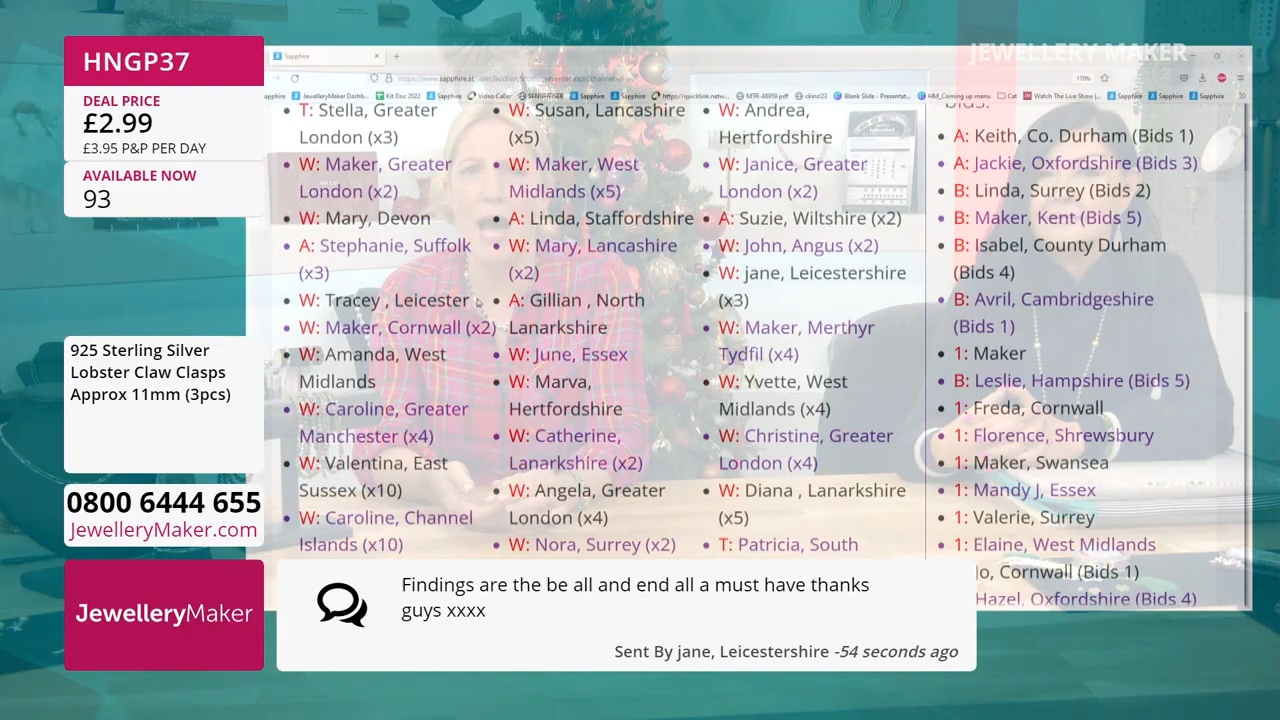 HNGP37
DEAL PRICE
£2.99
£3.95 P&P PER DAY
AVAILABLE NOW
93
925 Sterling Silver
Lobster Claw Clasps
Approx 11mm (3pcs)
0800 6444 655
JewelleryMaker.com
JewelleryMaker
JEWELLERY MAKER
Sapphire
170%
T: Stella, Greater
London (x3)
W: Maker, Greater
London (x2)
W: Mary, Devon
A: Stephanie, Suffolk
(x3)
W: Tracey , Leicester
W: Maker, Cornwall (x2)
W: Amanda, West
Midlands
W: Caroline, Greater
Manchester (x4)
W: Valentina, East
Sussex (x10)
W: Caroline, Channel
Islands (x10)
W: Susan, Lancashire
(x5)
W: Maker, West
Midlands (x5)
A: Linda, Staffordshire
W: Mary, Lancashire
(x2)
A: Gillian , North
Lanarkshire
W: June, Essex
W: Marva,
Hertfordshire
W: Catherine,
Lanarkshire (x2)
W: Angela, Greater
London (x4)
W: Nora, Surrey (x2)
W: Andrea,
Hertfordshire
W: Janice, Greater
London (x2)
A: Suzie, Wiltshire (x2)
W: John, Angus (x2)
W: jane, Leicestershire
(x3)
W: Maker, Merthyr
Tydfil (x4)
W: Yvette, West
Midlands (x4)
W: Christine, Greater
London (x4)
W: Diana , Lanarkshire
(x5)
T: Patricia, South
A: Keith, Co. Durham (Bids 1)
A: Jackie, Oxfordshire (Bids 3)
B: Linda, Surrey (Bids 2)
B: Maker, Kent (Bids 5)
B: Isabel, County Durham
(Bids 4)
B: Avril, Cambridgeshire
(Bids 1)
1: Maker
B: Leslie, Hampshire (Bids 5)
1: Freda, Cornwall
1: Florence, Shrewsbury
1: Maker, Swansea
1: Mandy J, Essex
1: Valerie, Surrey
1: Elaine, West Midlands
Jo, Cornwall (Bids 1)
Hazel, Oxfordshire (Bids 4)
Findings are the be all and end all a must have thanks
guys xxxx
Sent By jane, Leicestershire -54 seconds ago